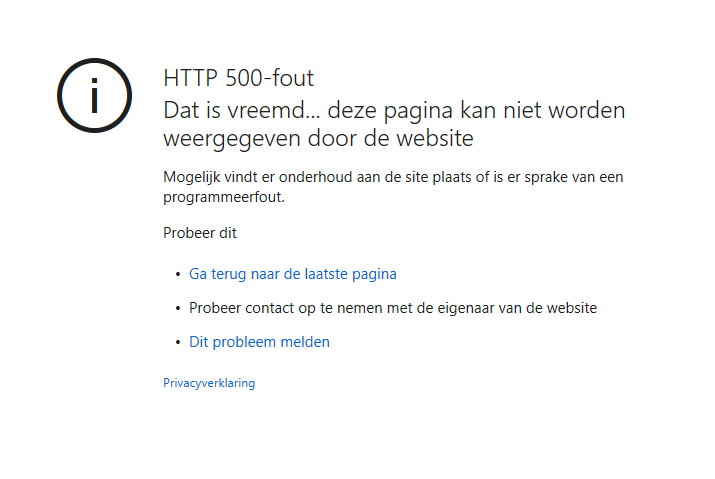 HTTP 500-fout
Dat is vreemd... deze pagina kan niet worden
weergegeven door de website
Mogelijk vindt er onderhoud aan de site plaats of is er sprake van een
programmeerfout.
Probeer dit
• Ga terug naar de laatste pagina
• Probeer contact op te nemen met de eigenaar van de website
• Dit probleem melden
Privacyverklaring